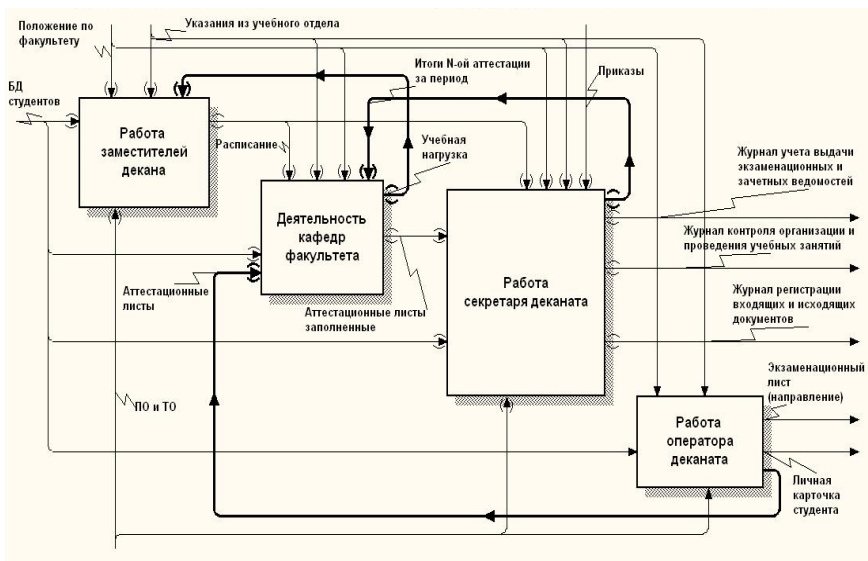 Положение по
факультету
Указания из учебного отдела
БД
студентов
Итоги N-ой аттестации
за период
Приказы
Работа
заместителей
декана
Расписание
Учебная
нагрузка
Журнал учета выдачи
экзаменационных и
зачетных ведомостей
Деятельность
кафедр
факультета
Журнал контроля организации и
проведения учебных занятий
Работа
секретаря деканата
Аттестационные
листы
Аттестационные листы
заполненные
Журнал регистрации
входящих и исходящих
документов
Экзаменационный
лист
(направление)
ПО и ТО
Работа
оператора
деканата
Личная
карточка
студента